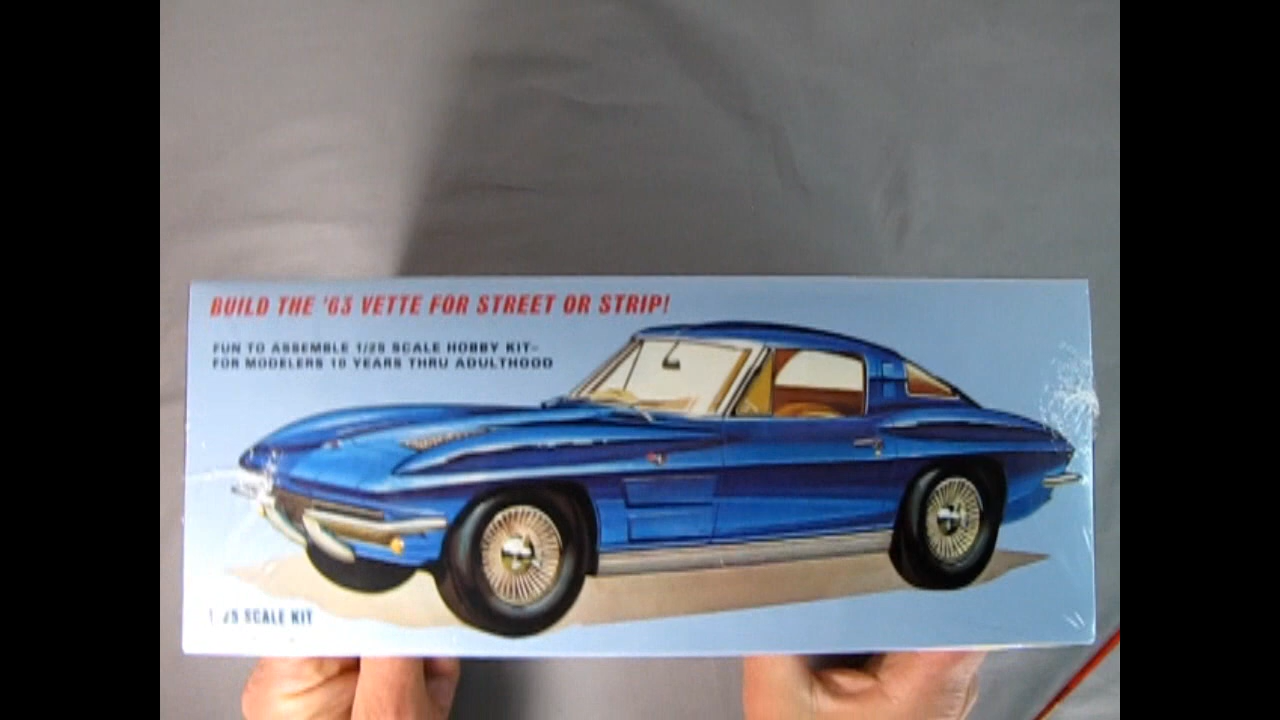 BUILD THE '63 VETTE FOR STREET OR STRIP!
FUN TO ASSEMBLE 1/25 SCALE HOBBY KIT–
FOR MODELERS 10 YEARS THRU ADULTHOOD
1/25 SCALE KIT